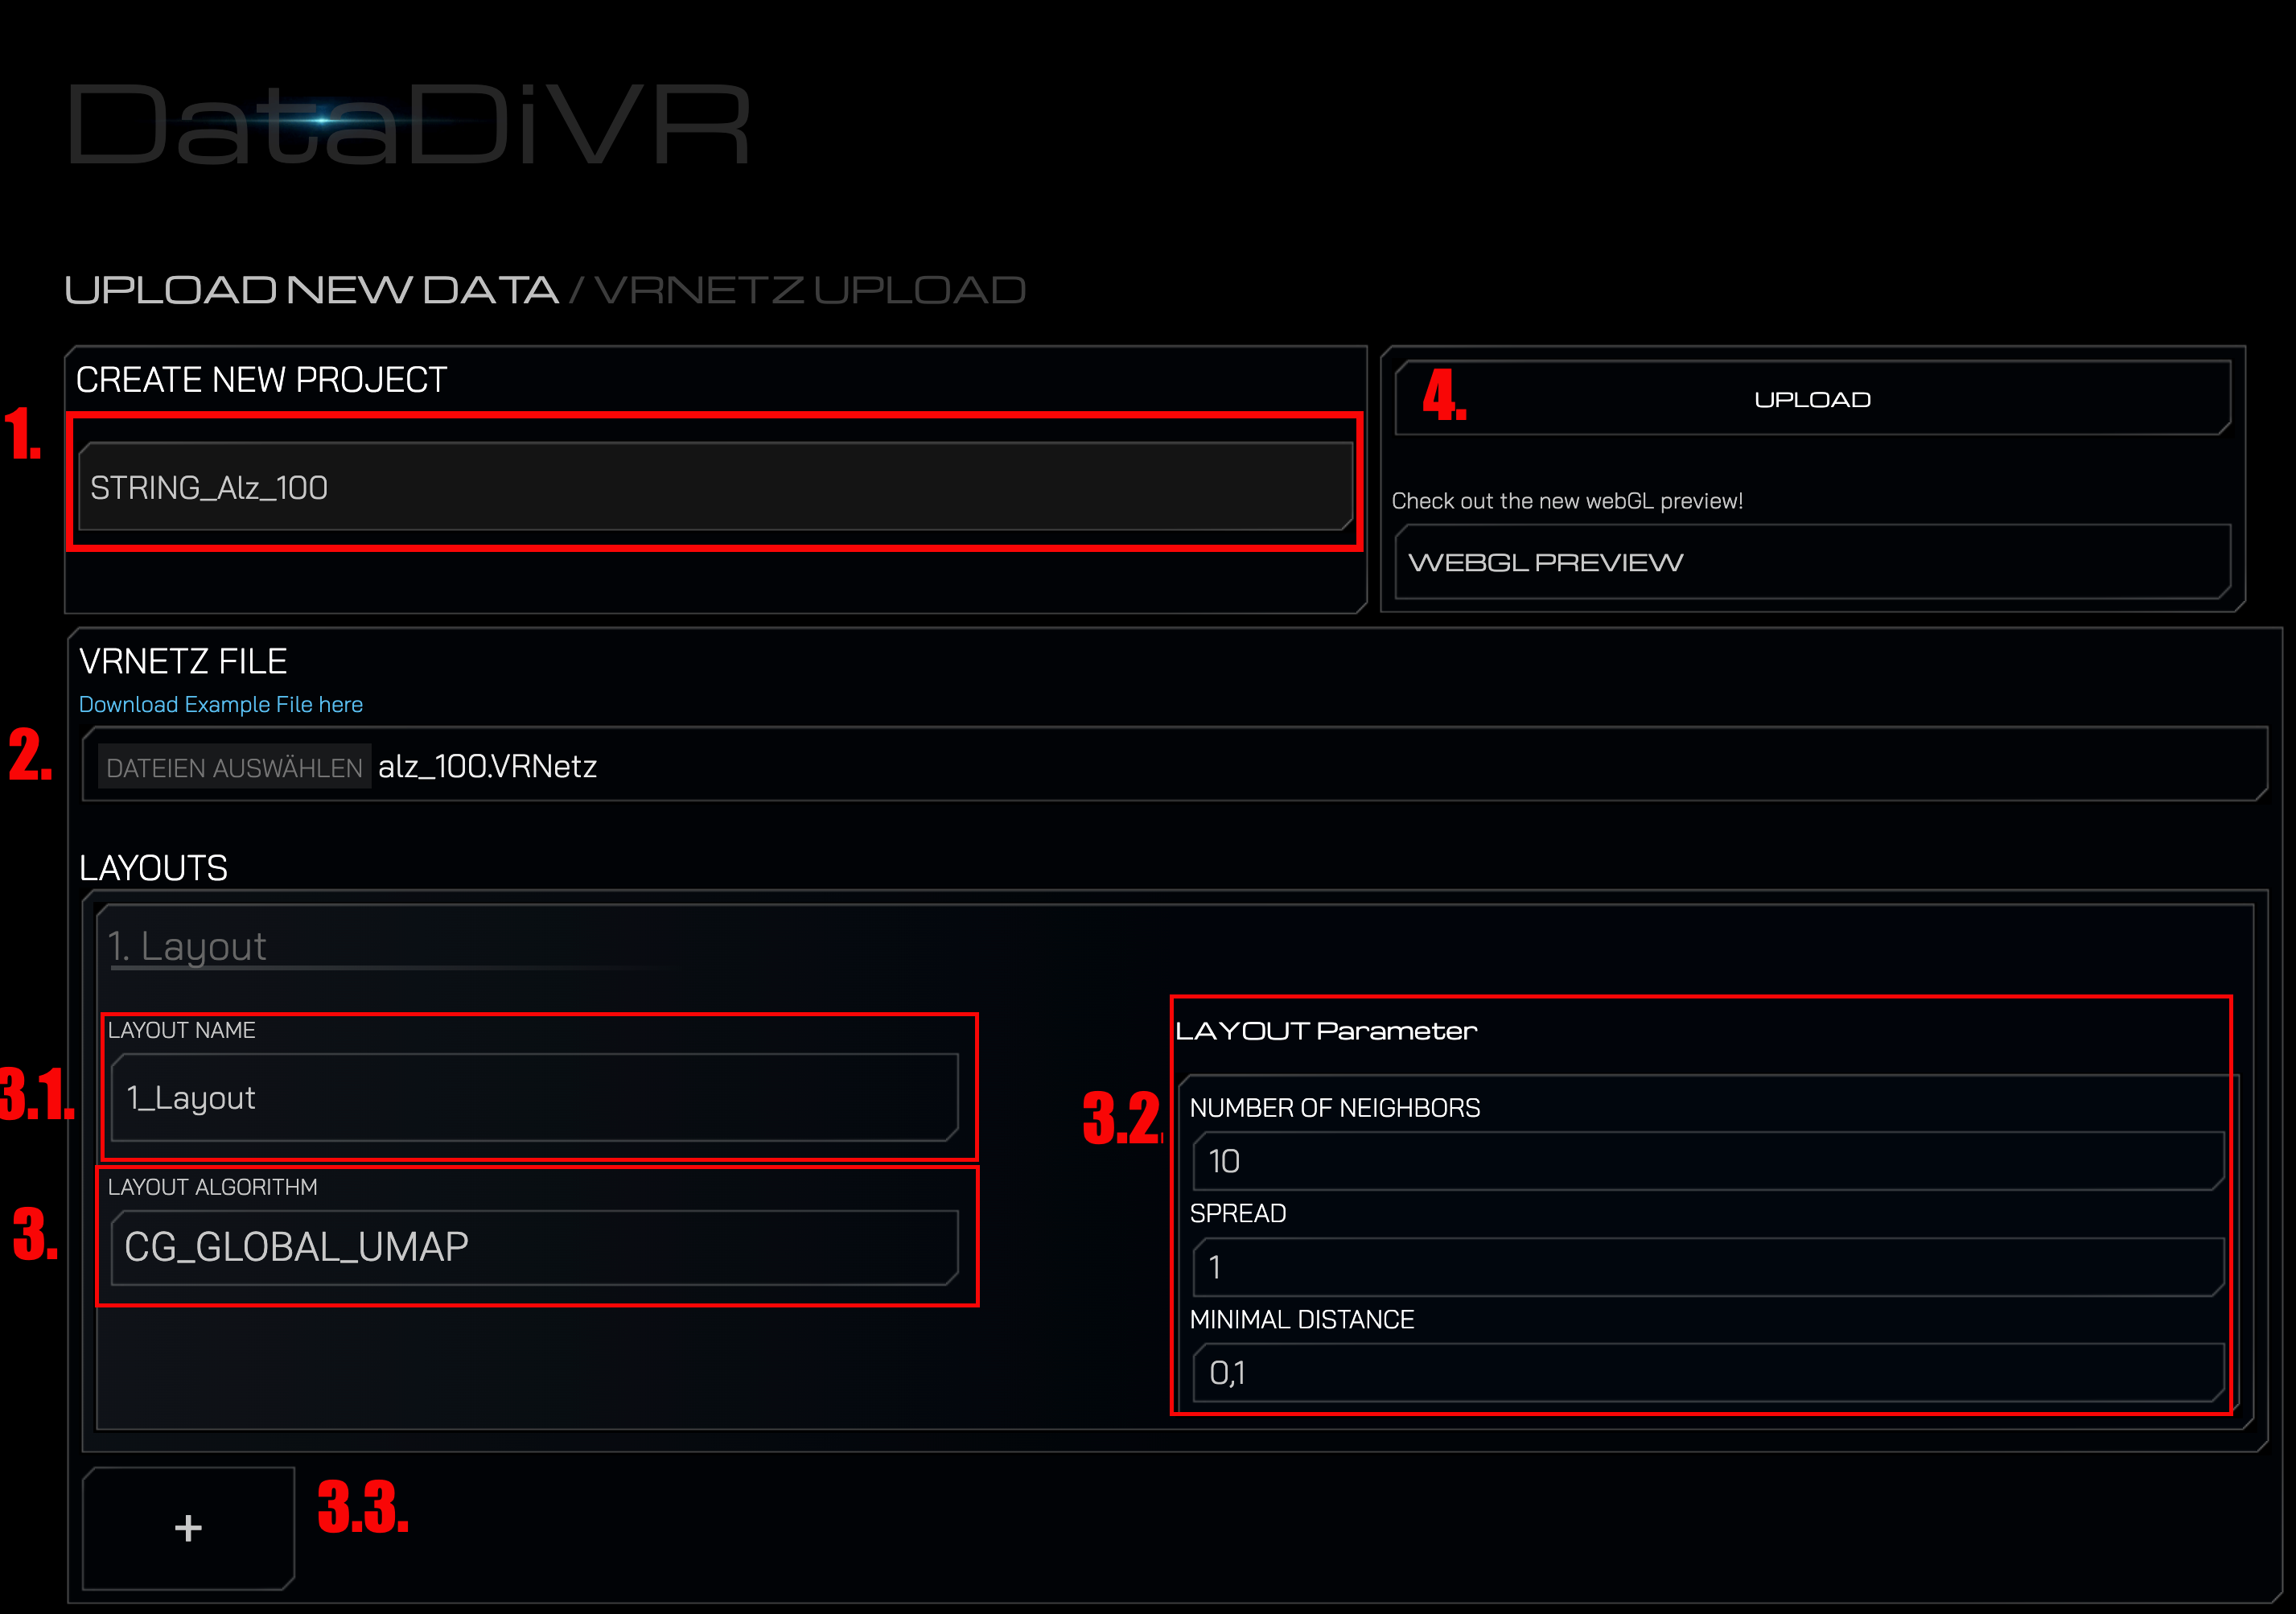 DataDiVR
UPLOAD NEW DATA / VRNETZ UPLOAD
CREATE NEW PROJECT
1.
STRING_Alz_100
4.
UPLOAD
Check out the new webGL preview!
WEBGL PREVIEW
VRNETZ FILE
Download Example File here
2.
DATEIEN AUSWÄHLEN alz_100.VRNetz
LAYOUTS
1. Layout
3.1.
LAYOUT NAME
1_Layout
3.
LAYOUT ALGORITHM
CG_GLOBAL_UMAP
3.2.
LAYOUT Parameter
NUMBER OF NEIGHBORS
10
SPREAD
1
MINIMAL DISTANCE
0,1
+
3.3.